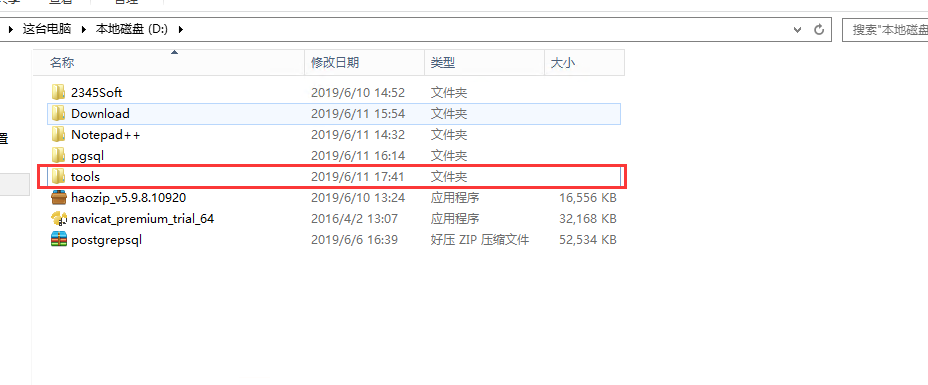 共享 查看 管理
这台电脑 本地磁盘 (D:) 搜索"本地磁盘
名称 修改日期 类型 大小
2345Soft 2019/6/10 14:52 文件夹
Download 2019/6/11 15:54 文件夹
置
Notepad++ 2019/6/11 14:32 文件夹
pgsql 2019/6/11 16:14 文件夹
tools 2019/6/11 17:41 文件夹
haozip_v5.9.8.10920 2019/6/10 13:24 应用程序 16,556 KB
navicat_premium_trial_64 2016/4/2 13:07 应用程序 32,168 KB
postgrepsql 2019/6/6 16:39 好压 ZIP 压缩文件 52,534 KB